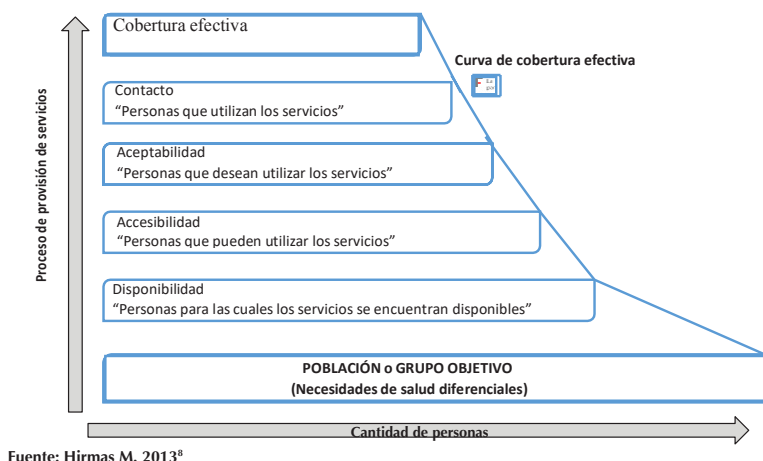 Cobertura efectiva
Curva de cobertura efectiva
Contacto
“Personas que utilizan los servicios”
Aceptabilidad
“Personas que desean utilizar los servicios”
Accesibilidad
“Personas que pueden utilizar los servicios”
Disponibilidad
“Personas para las cuales los servicios se encuentran disponibles”
POBLACIÓN o GRUPO OBJETIVO
(Necesidades de salud diferenciales)
Proceso de provisión de servicios
Cantidad de personas
Fuente: Hirmas M, 2013⁸